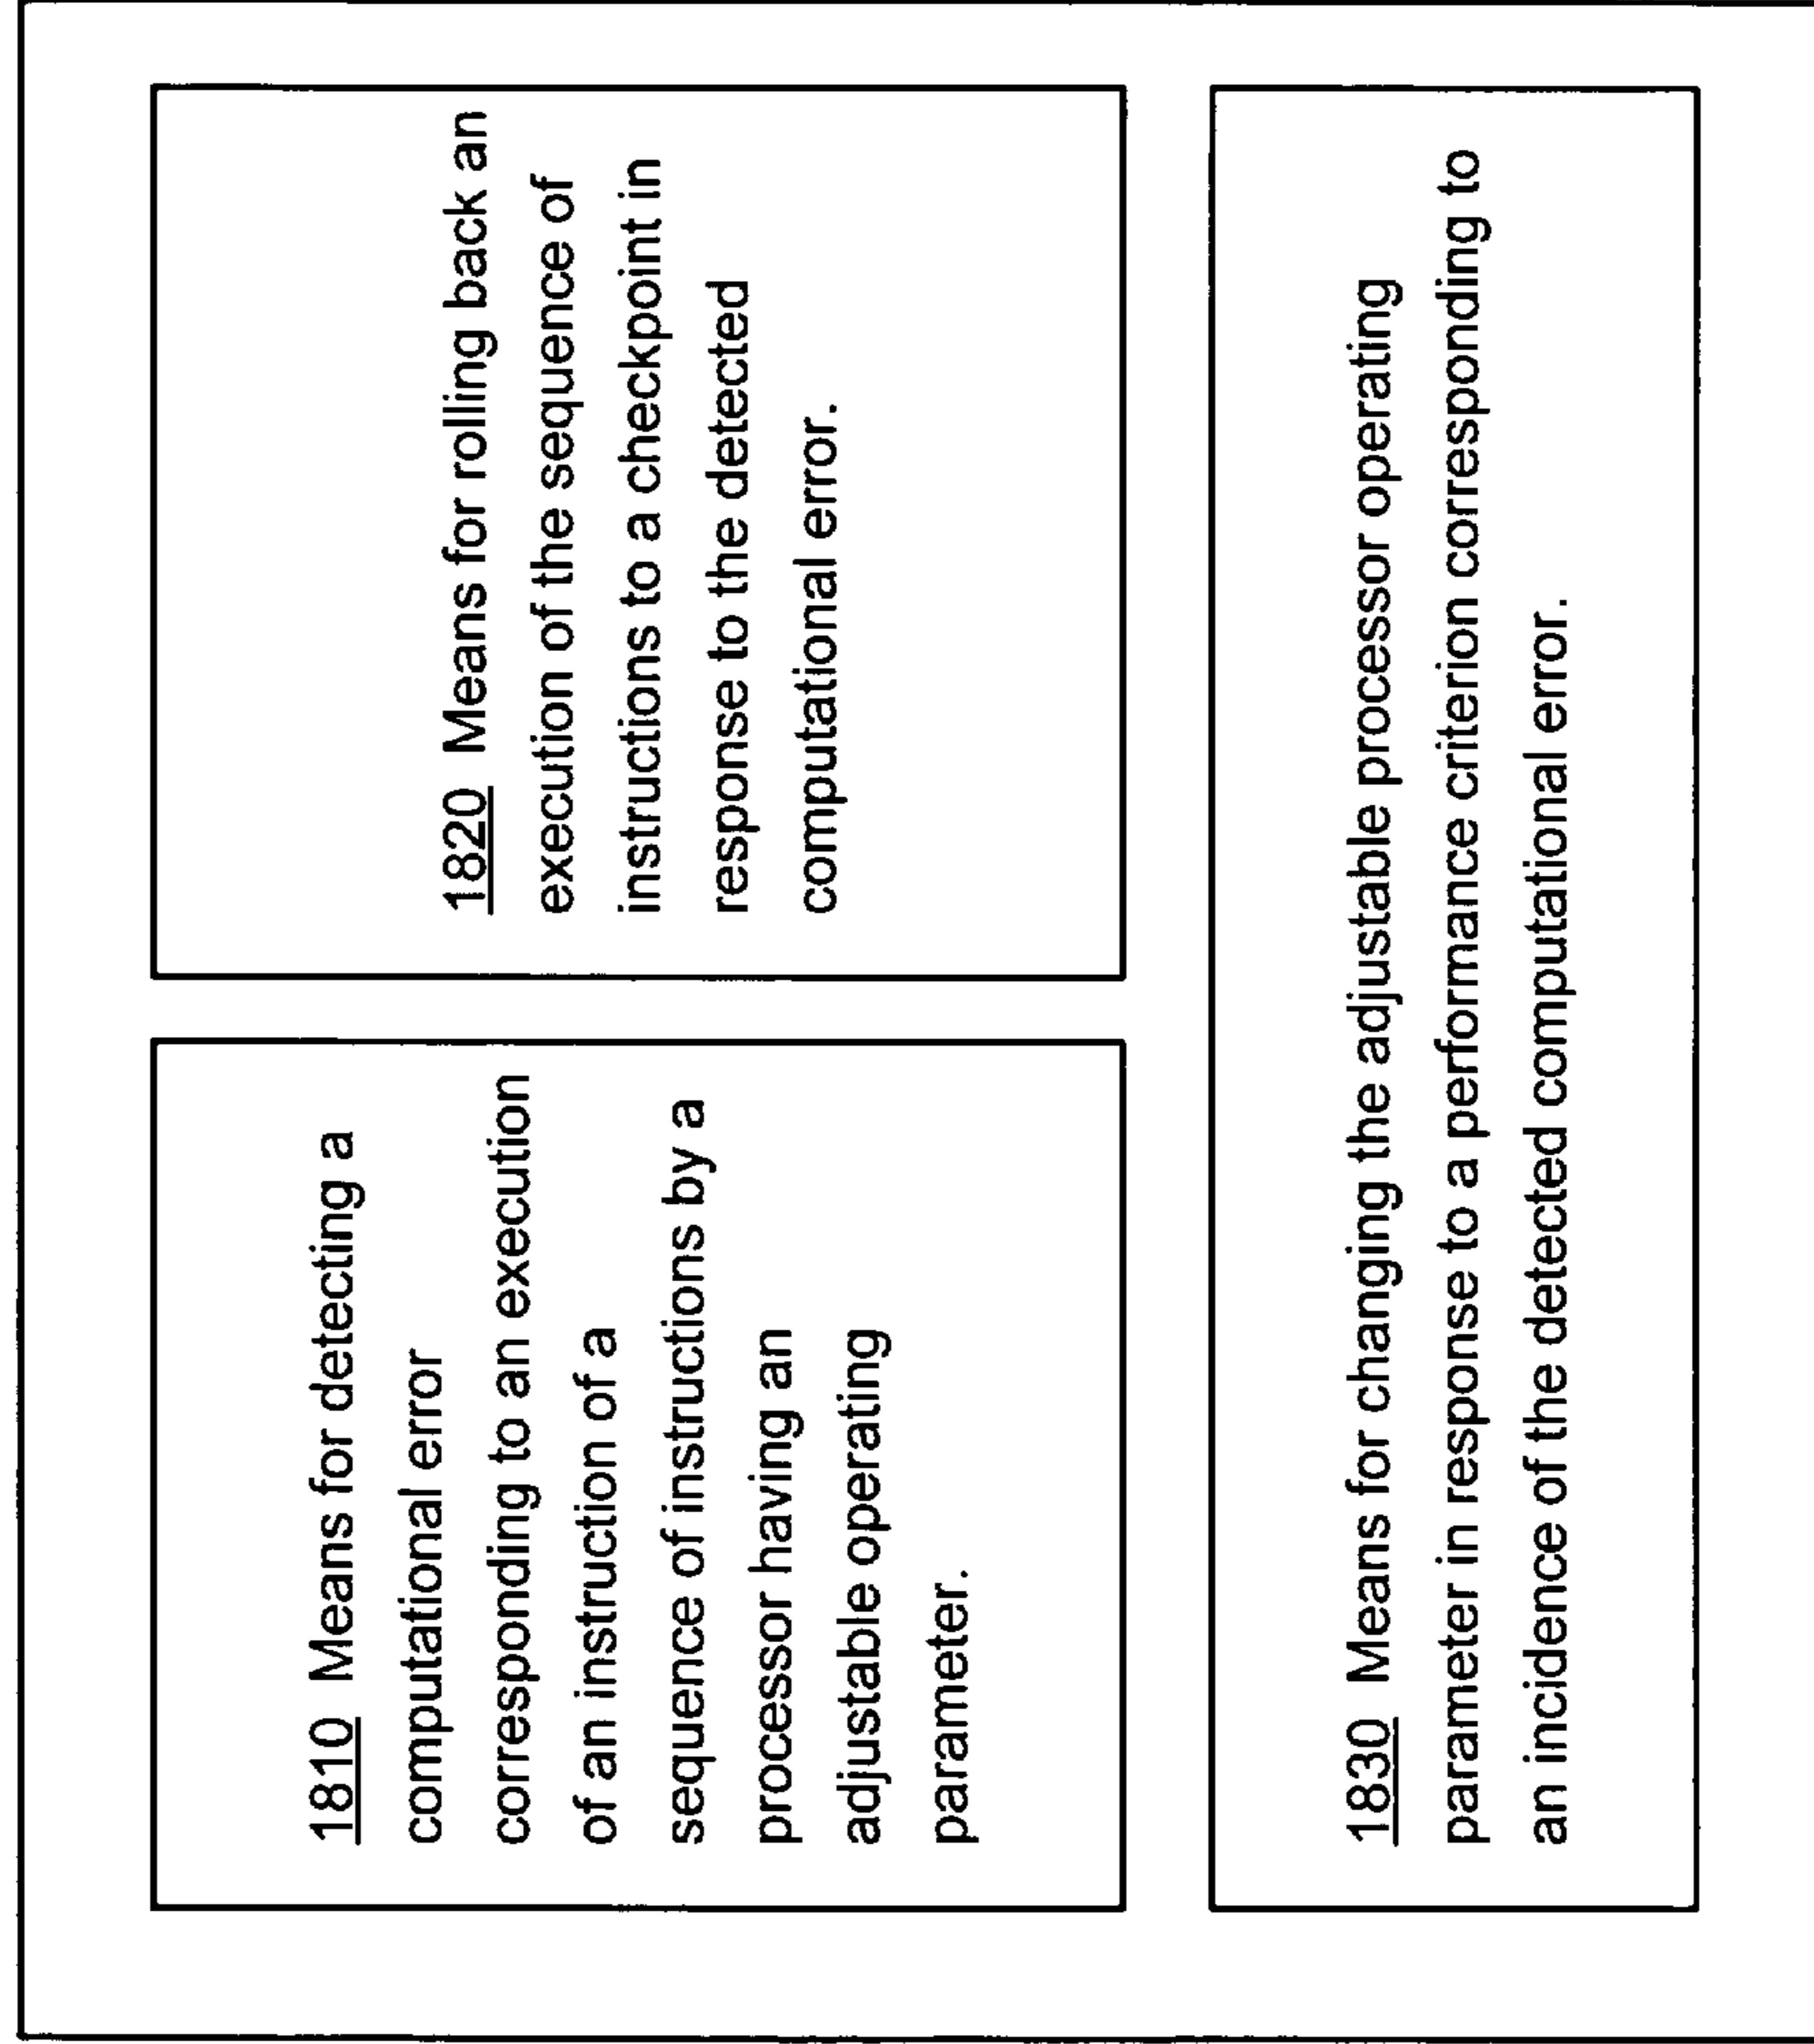 1810 Means for detecting a
computational error
corresponding to an execution
of an instruction of a
sequence of instructions by a
processor having an
adjustable operating
parameter.
1820 Means for rolling back an
execution of the sequence of
instructions to a checkpoint in
response to the detected
computational error.
1830 Means for changing the adjustable processor operating
parameter in response to a performance criterion corresponding to
an incidence of the detected computational error.